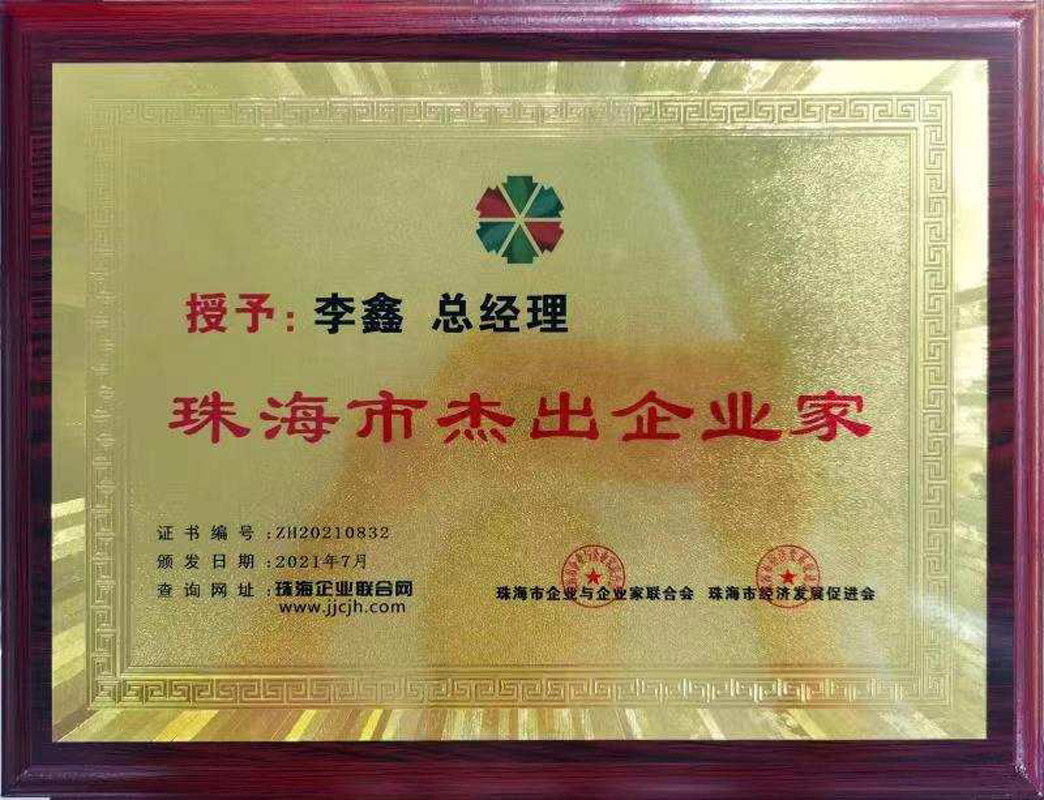 授予：李鑫 总经理
珠海市杰出企业家
证书编号：ZH20210832
颁发日期：2021年7月
查询网址：珠海企业联合网
www.jjcjh.com
珠海市企业与企业家联合会 珠海市经济发展促进会